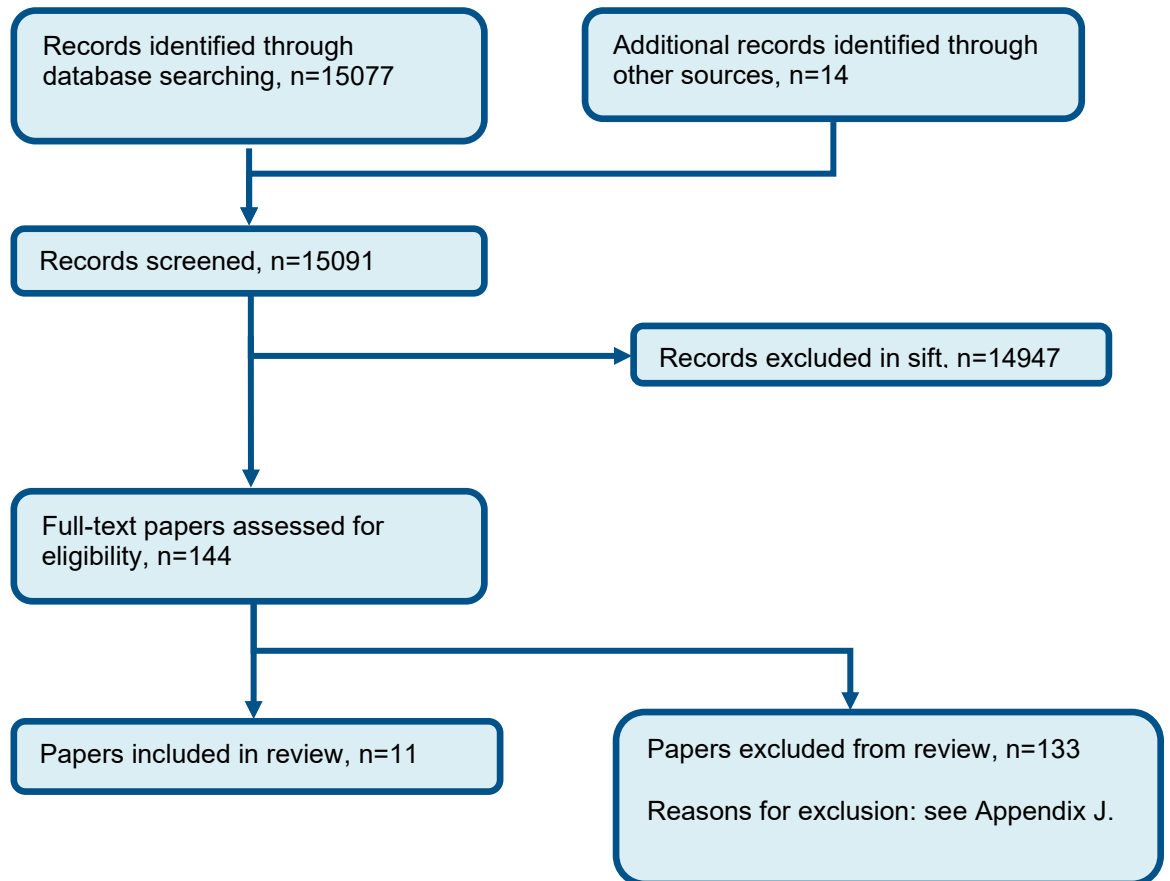 Records identified through
database searching, n=15077
Additional records identified through
other sources, n=14
Records screened, n=15091
Records excluded in sift, n=14947
Full-text papers assessed for
eligibility, n=144
Papers included in review, n=11
Papers excluded from review, n=133
Reasons for exclusion: see Appendix J.